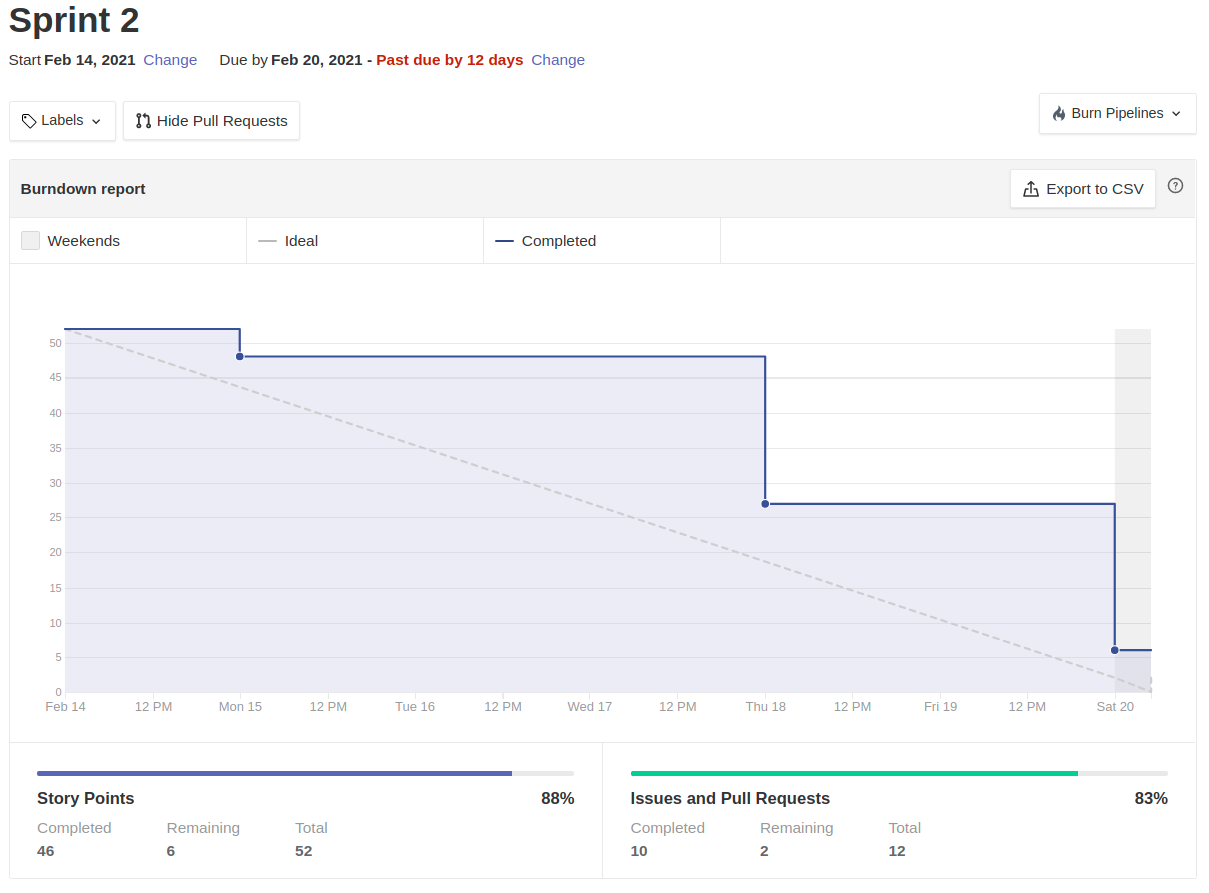 Sprint 2
Start Feb 14, 2021 Change Due by Feb 20, 2021 - Past due by 12 days Change
Labels Hide Pull Requests Burn Pipelines
Burndown report Export to CSV ?
Weekends Ideal Completed
50
45
40
35
30
25
20
15
10
5
0
Feb 14 12 PM Mon 15 12 PM Tue 16 12 PM Wed 17 12 PM Thu 18 12 PM Fri 19 12 PM Sat 20
Story Points 88% Issues and Pull Requests 83%
Completed Remaining Total Completed Remaining Total
46 6 52 10 2 12